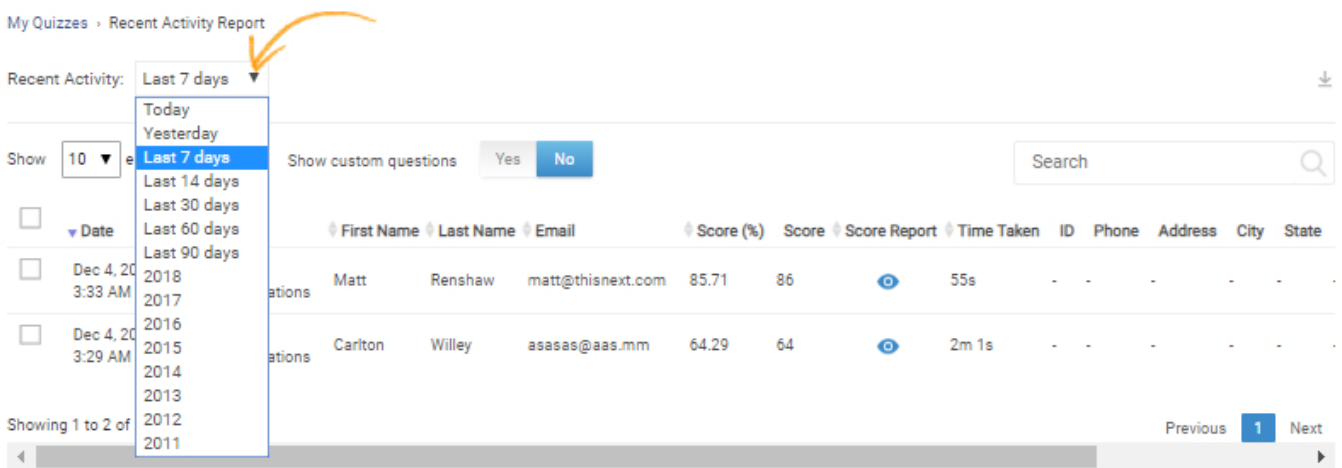 My Quizzes › Recent Activity Report
Recent Activity: Last 7 days
Today
Yesterday
Show 10 e Last 7 days Show custom questions Yes No Search
Last 14 days
Last 30 days
Date Last 60 days First Name Last Name Email Score (%) Score Score Report Time Taken ID Phone Address City State
Last 90 days
Dec 4, 20 2018 Matt Renshaw matt@thisnext.com 85.71 86 55s - - - - - -
3:33 AM 2017 ations
2016
Dec 4, 20 2015 Carlton Willey asasas@aas.mm 64.29 64 2m 1s - - - - - -
3:29 AM ations
2014
2013
Showing 1 to 2 of 2012 Previous 1 Next
2011